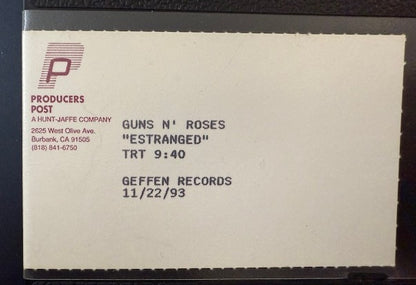 P
PRODUCERS
POST
A HUNT-JAFFE COMPANY
2625 West Olive Ave.
Burbank, CA 91505
(818) 841-6750
GUNS N' ROSES
"ESTRANGED"
TRT 9:40
GEFFEN RECORDS
11/22/93